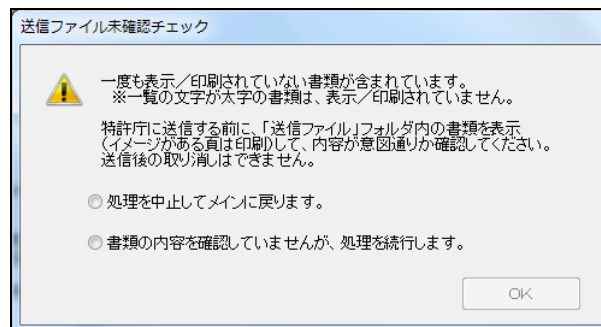 送信ファイル未確認チェック
一度も表示/印刷されていない書類が含まれています。
※一覧の文字が太字の書類は、表示/印刷されていません。
特許庁に送信する前に、「送信ファイル」フォルダ内の書類を表示
(イメージがある頁は印刷)して、内容が意図通りか確認してください。
送信後の取り消しはできません。
処理を中止してメインに戻ります。
書類の内容を確認していませんが、処理を続行します。
OK